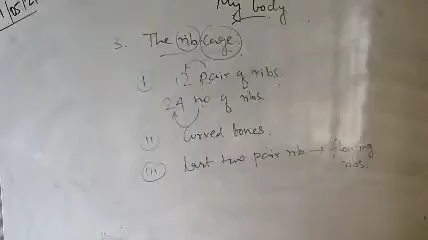 My body
3. The rib cage
i 12 pair of ribs.
24 no of ribs.
ii Curved bones.
iii Last two pair rib → floating
ribs.